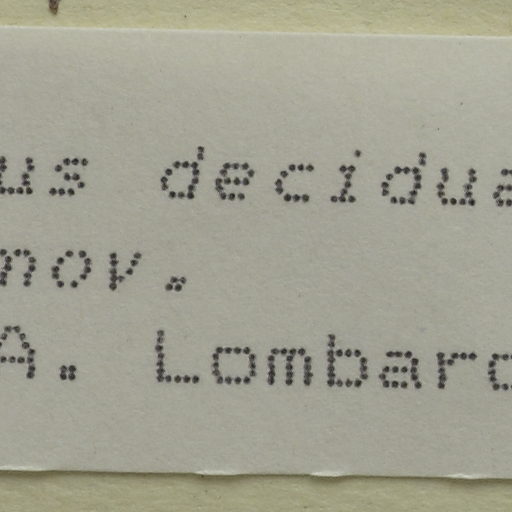 us decidua
nov.
A. Lombard